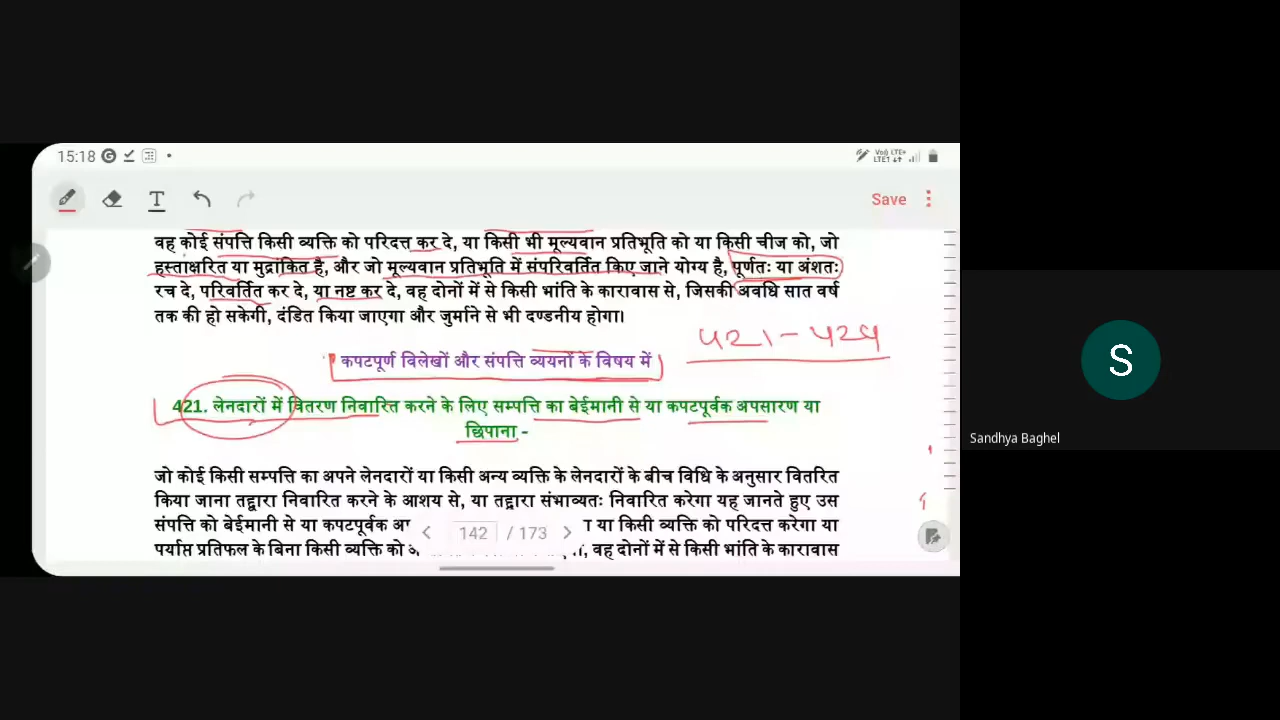 15:18
Vo) LTE+
LTE1
Save
वह कोई संपत्ति किसी व्यक्ति को परिदत्त कर दे, या किसी भी मूल्यवान प्रतिभूति को या किसी चीज को, जो
हस्ताक्षरित या मुद्रांकित है, और जो मूल्यवान प्रतिभूति में संपरिवर्तित किए जाने योग्य है, पूर्णतः या अंशतः
रच दे, परिवर्तित कर दे, या नष्ट कर दे, वह दोनों में से किसी भांति के कारावास से, जिसकी अवधि सात वर्ष
तक की हो सकेगी, दंडित किया जाएगा और जुर्माने से भी दण्डनीय होगा।
421-424
कपटपूर्ण विलेखों और संपत्ति व्ययनों के विषय में
421. लेनदारों में वितरण निवारित करने के लिए सम्पत्ति का बेईमानी से या कपटपूर्वक अपसारण या
छिपाना -
जो कोई किसी सम्पत्ति का अपने लेनदारों या किसी अन्य व्यक्ति के लेनदारों के बीच विधि के अनुसार वितरित
किया जाना तद्द्वारा निवारित करने के आशय से, या तद्द्वारा संभाव्यतः निवारित करेगा यह जानते हुए उस
संपत्ति को बेईमानी से या कपटपूर्वक या किसी व्यक्ति को परिदत्त करेगा या
142 / 173
पर्याप्त प्रतिफल के बिना किसी व्यक्ति को वह दोनों में से किसी भांति के कारावास
S
Sandhya Baghel